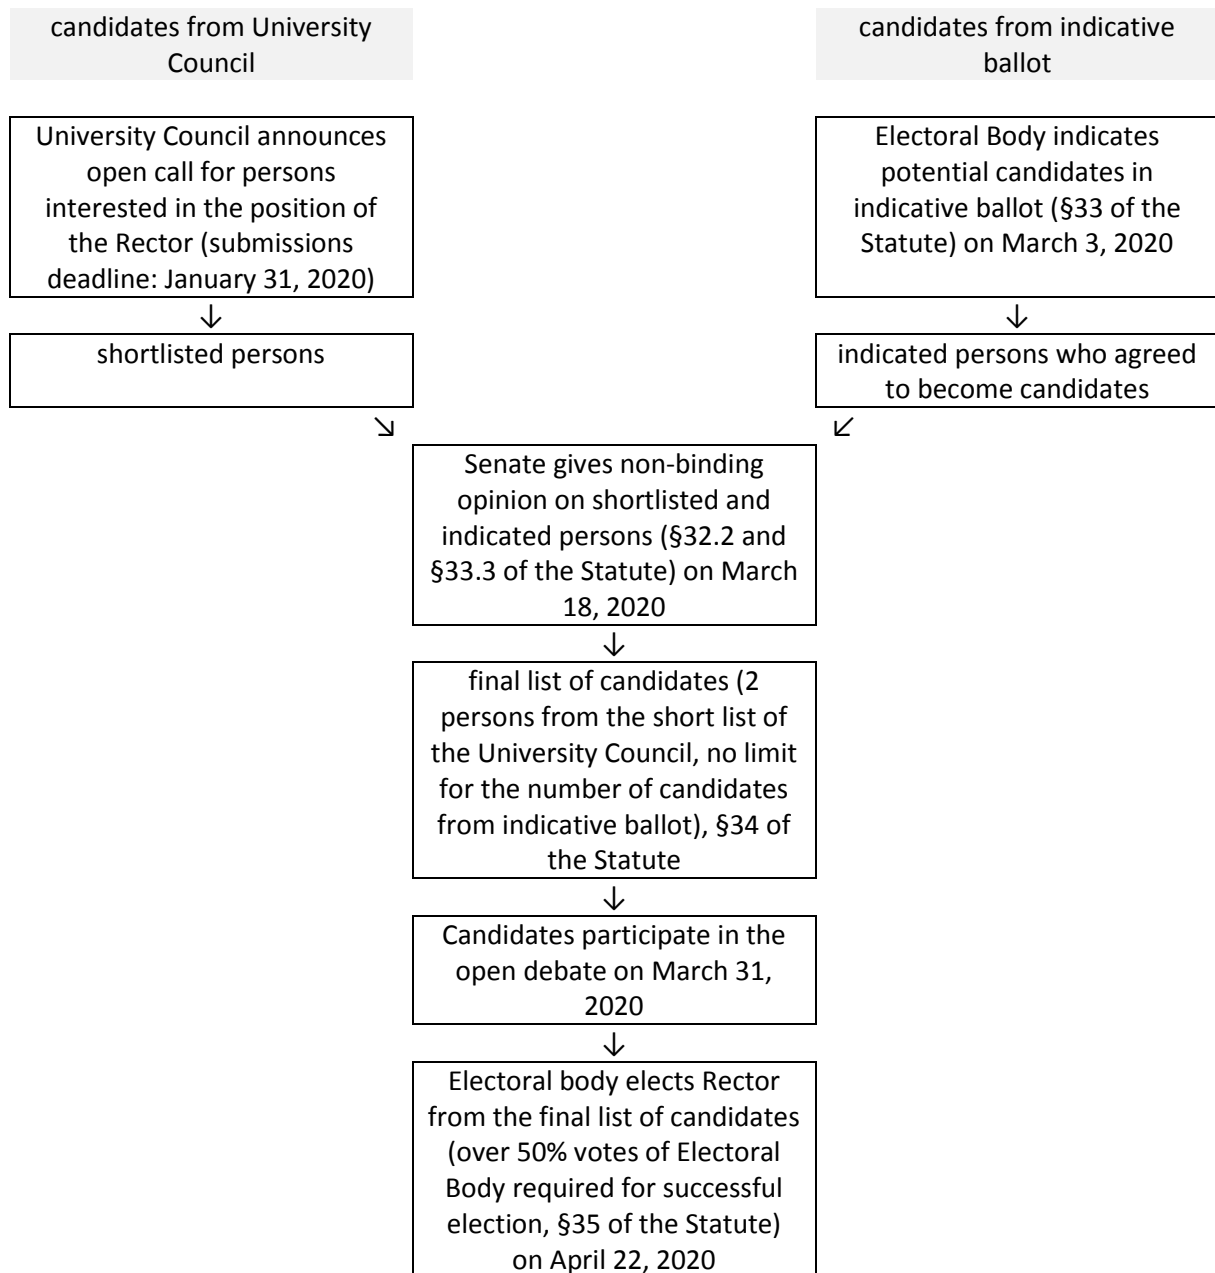 candidates from University
Council
candidates from indicative
ballot
University Council announces
open call for persons
interested in the position of
the Rector (submissions
deadline: January 31, 2020)
Electoral Body indicates
potential candidates in
indicative ballot (§33 of the
Statute) on March 3, 2020
↓
↓
shortlisted persons
indicated persons who agreed
to become candidates
↘
↙
Senate gives non-binding
opinion on shortlisted and
indicated persons (§32.2 and
§33.3 of the Statute) on March
18, 2020
↓
final list of candidates (2
persons from the short list of
the University Council, no limit
for the number of candidates
from indicative ballot), §34 of
the Statute
↓
Candidates participate in the
open debate on March 31,
2020
↓
Electoral body elects Rector
from the final list of candidates
(over 50% votes of Electoral
Body required for successful
election, §35 of the Statute)
on April 22, 2020